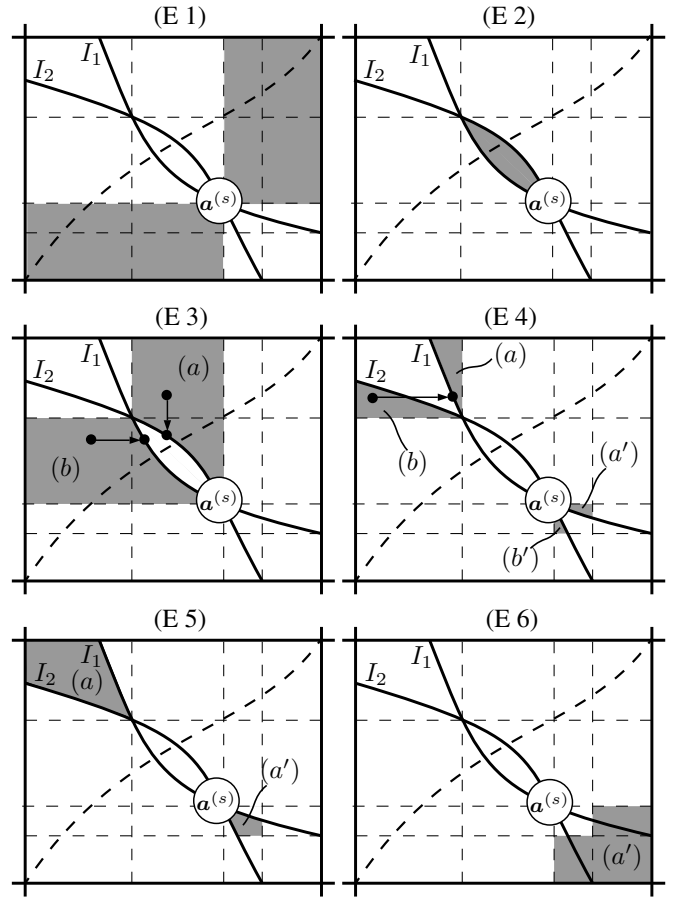 (E 1) (E 2)
I₁ I₁
I₂ I₂
a⁽ˢ⁾ a⁽ˢ⁾
(E 3) (E 4)
I₁ (a) I₁ (a)
I₂ I₂
(b) (b) (a′)
a⁽ˢ⁾ a⁽ˢ⁾
(b′)
(E 5) (E 6)
I₁ I₁
I₂ (a) I₂
(a′)
a⁽ˢ⁾ a⁽ˢ⁾
(a′)